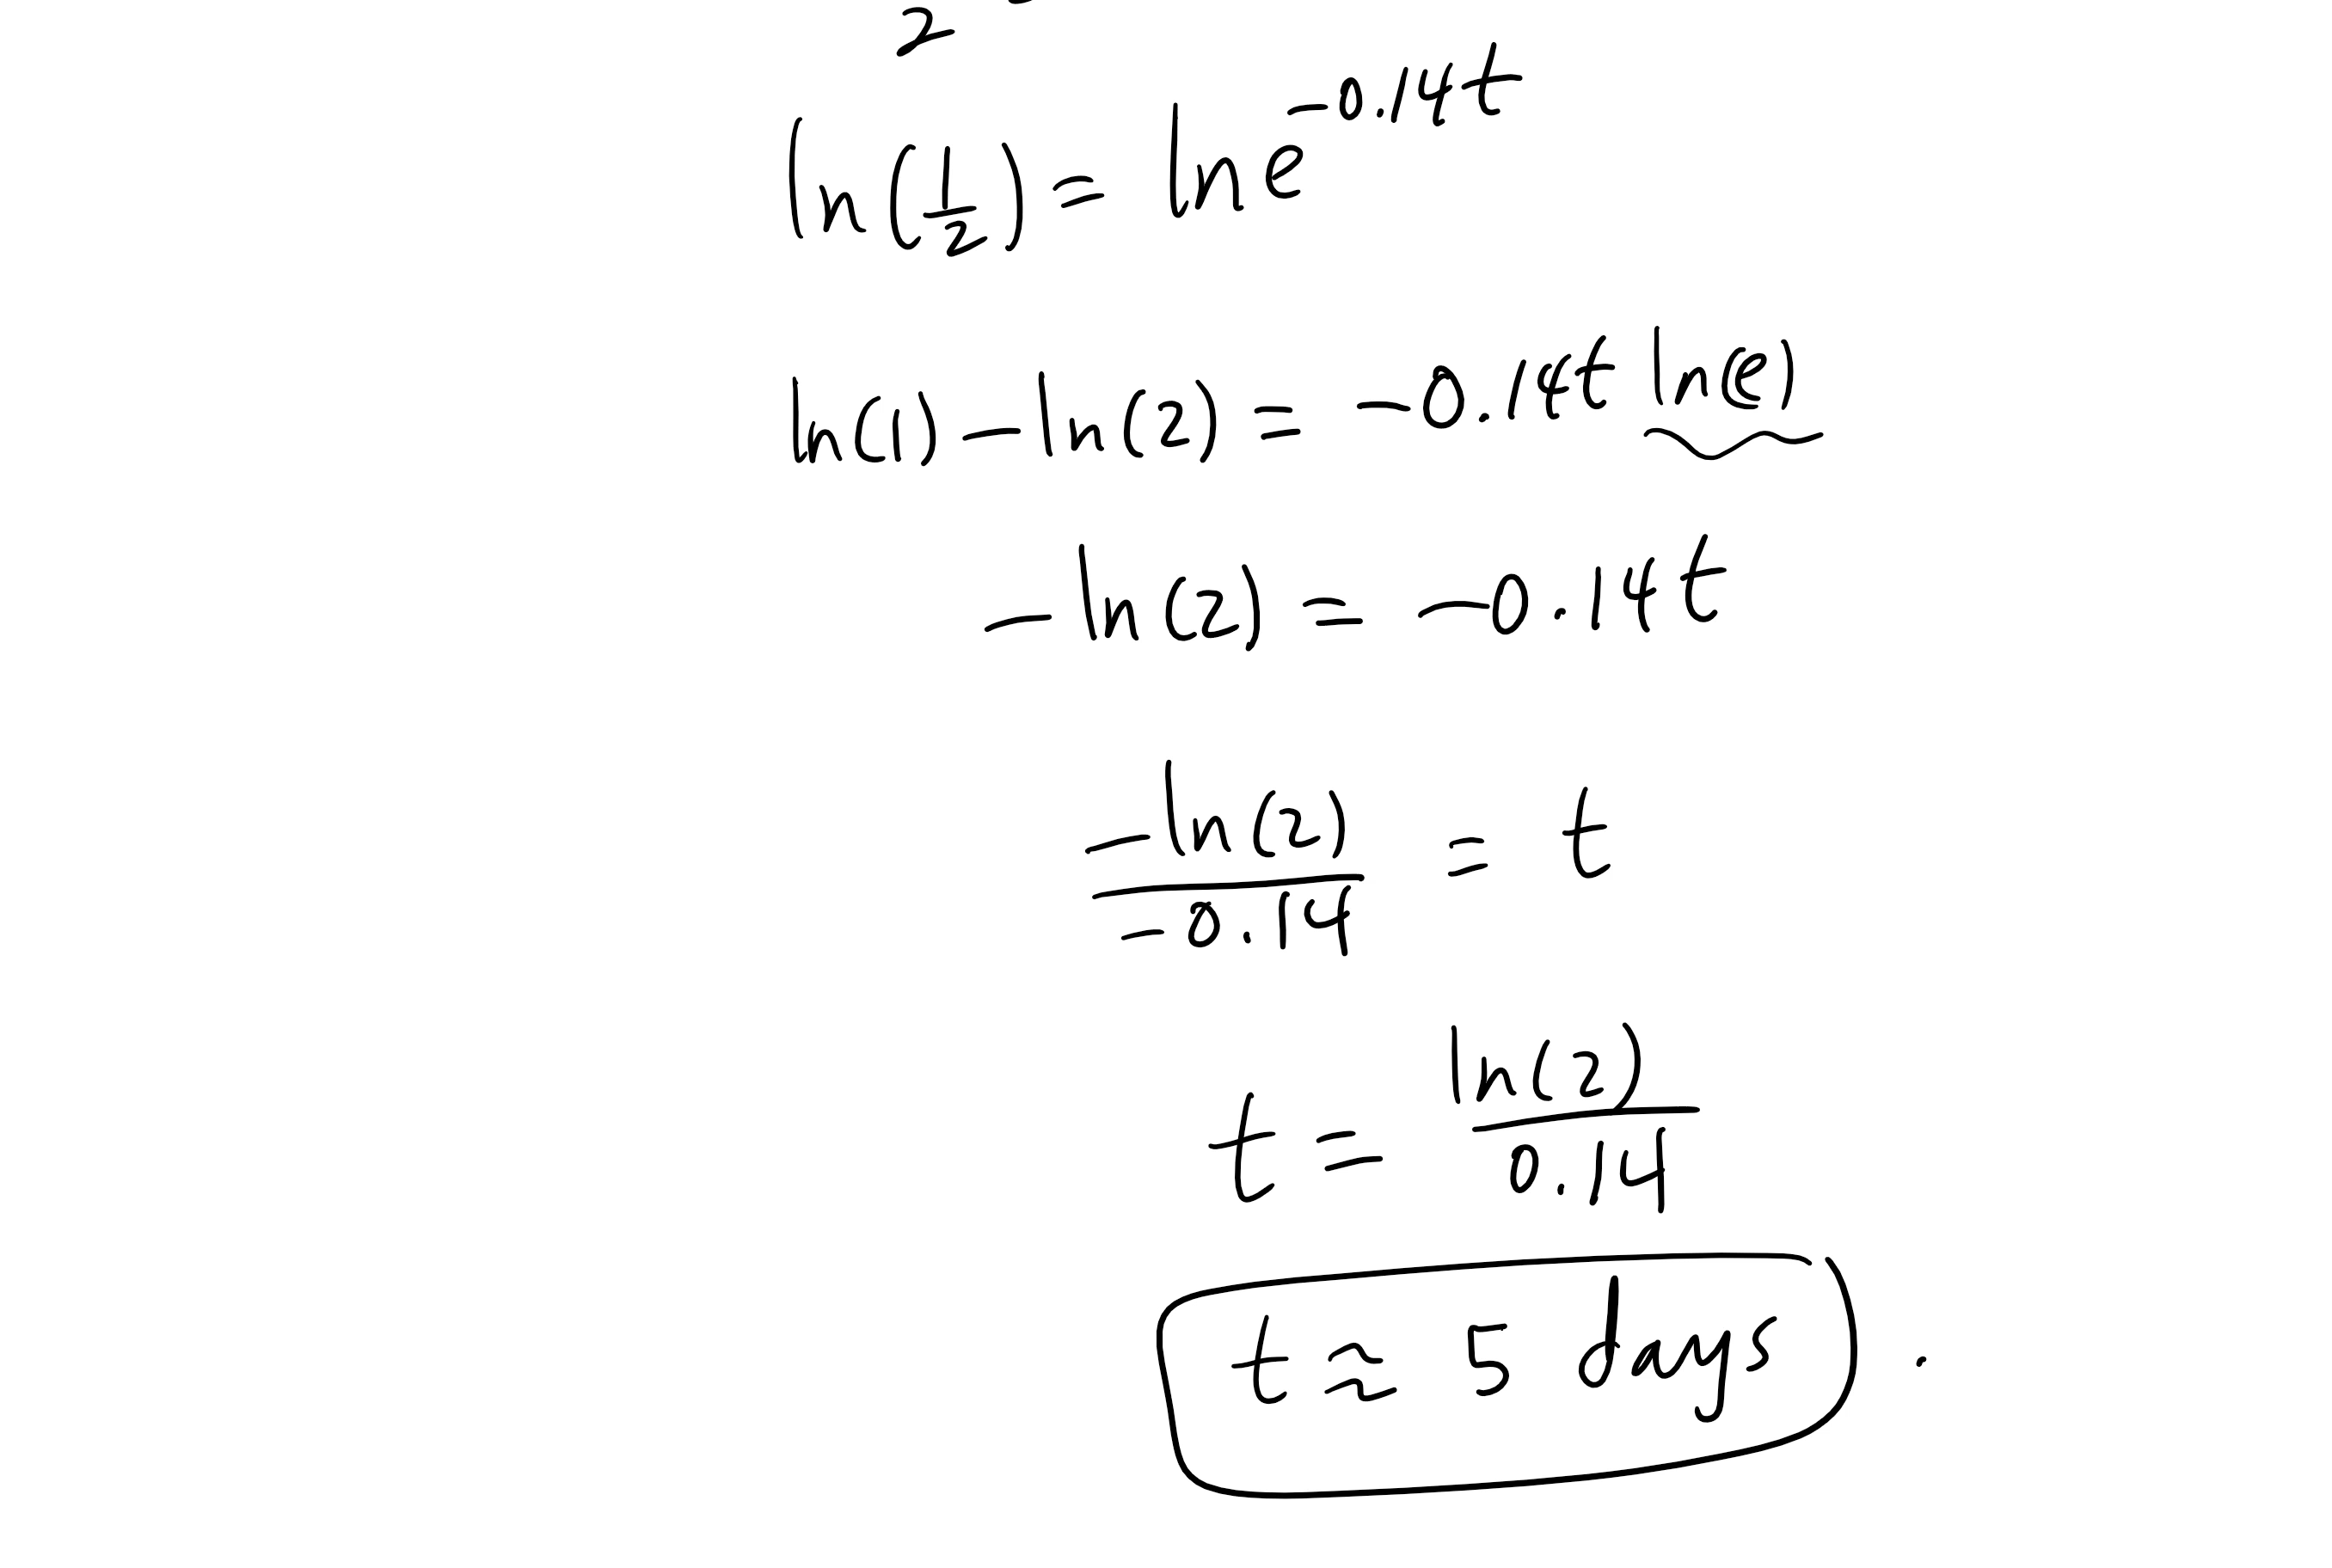 2
ln(1/2) = ln e^{-0.14t}
ln(1) - ln(2) = -0.14t ln(e)
-ln(2) = -0.14t
-ln(2)/-0.14 = t
t = ln(2)/0.14
t ≈ 5 days.